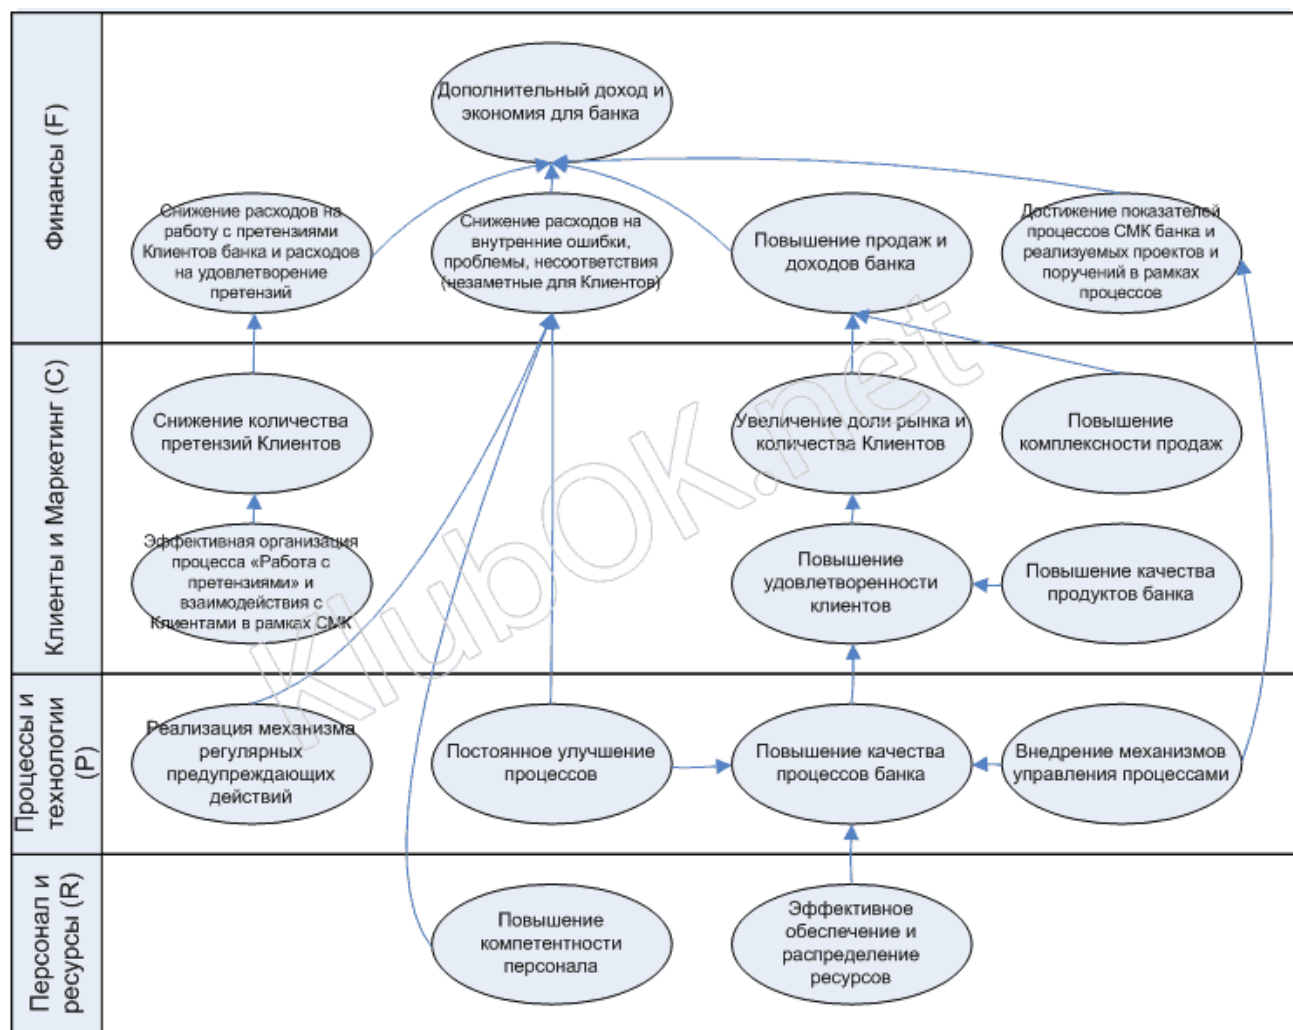 Финансы (F)
Дополнительный доход и
экономия для банка
Снижение расходов на
работу с претензиями
Клиентов банка и расходов
на удовлетворение
претензий
Снижение расходов на
внутренние ошибки,
проблемы, несоответствия
(незаметные для Клиентов)
Повышение продаж и
доходов банка
Достижение показателей
процессов СМК банка и
реализуемых проектов и
поручений в рамках
процессов
Клиенты и Маркетинг (C)
Снижение количества
претензий Клиентов
Увеличение доли рынка и
количества Клиентов
Повышение
комплексности продаж
Эффективная организация
процесса «Работа с
претензиями» и
взаимодействия с
Клиентами в рамках СМК
Повышение
удовлетворенности
клиентов
Повышение качества
продуктов банка
Процессы и
технологии
(P)
Реализация механизма
регулярных
предупреждающих
действий
Постоянное улучшение
процессов
Повышение качества
процессов банка
Внедрение механизмов
управления процессами
Персонал и
ресурсы (R)
Повышение
компетентности
персонала
Эффективное
обеспечение и
распределение
ресурсов
KlubOK.net